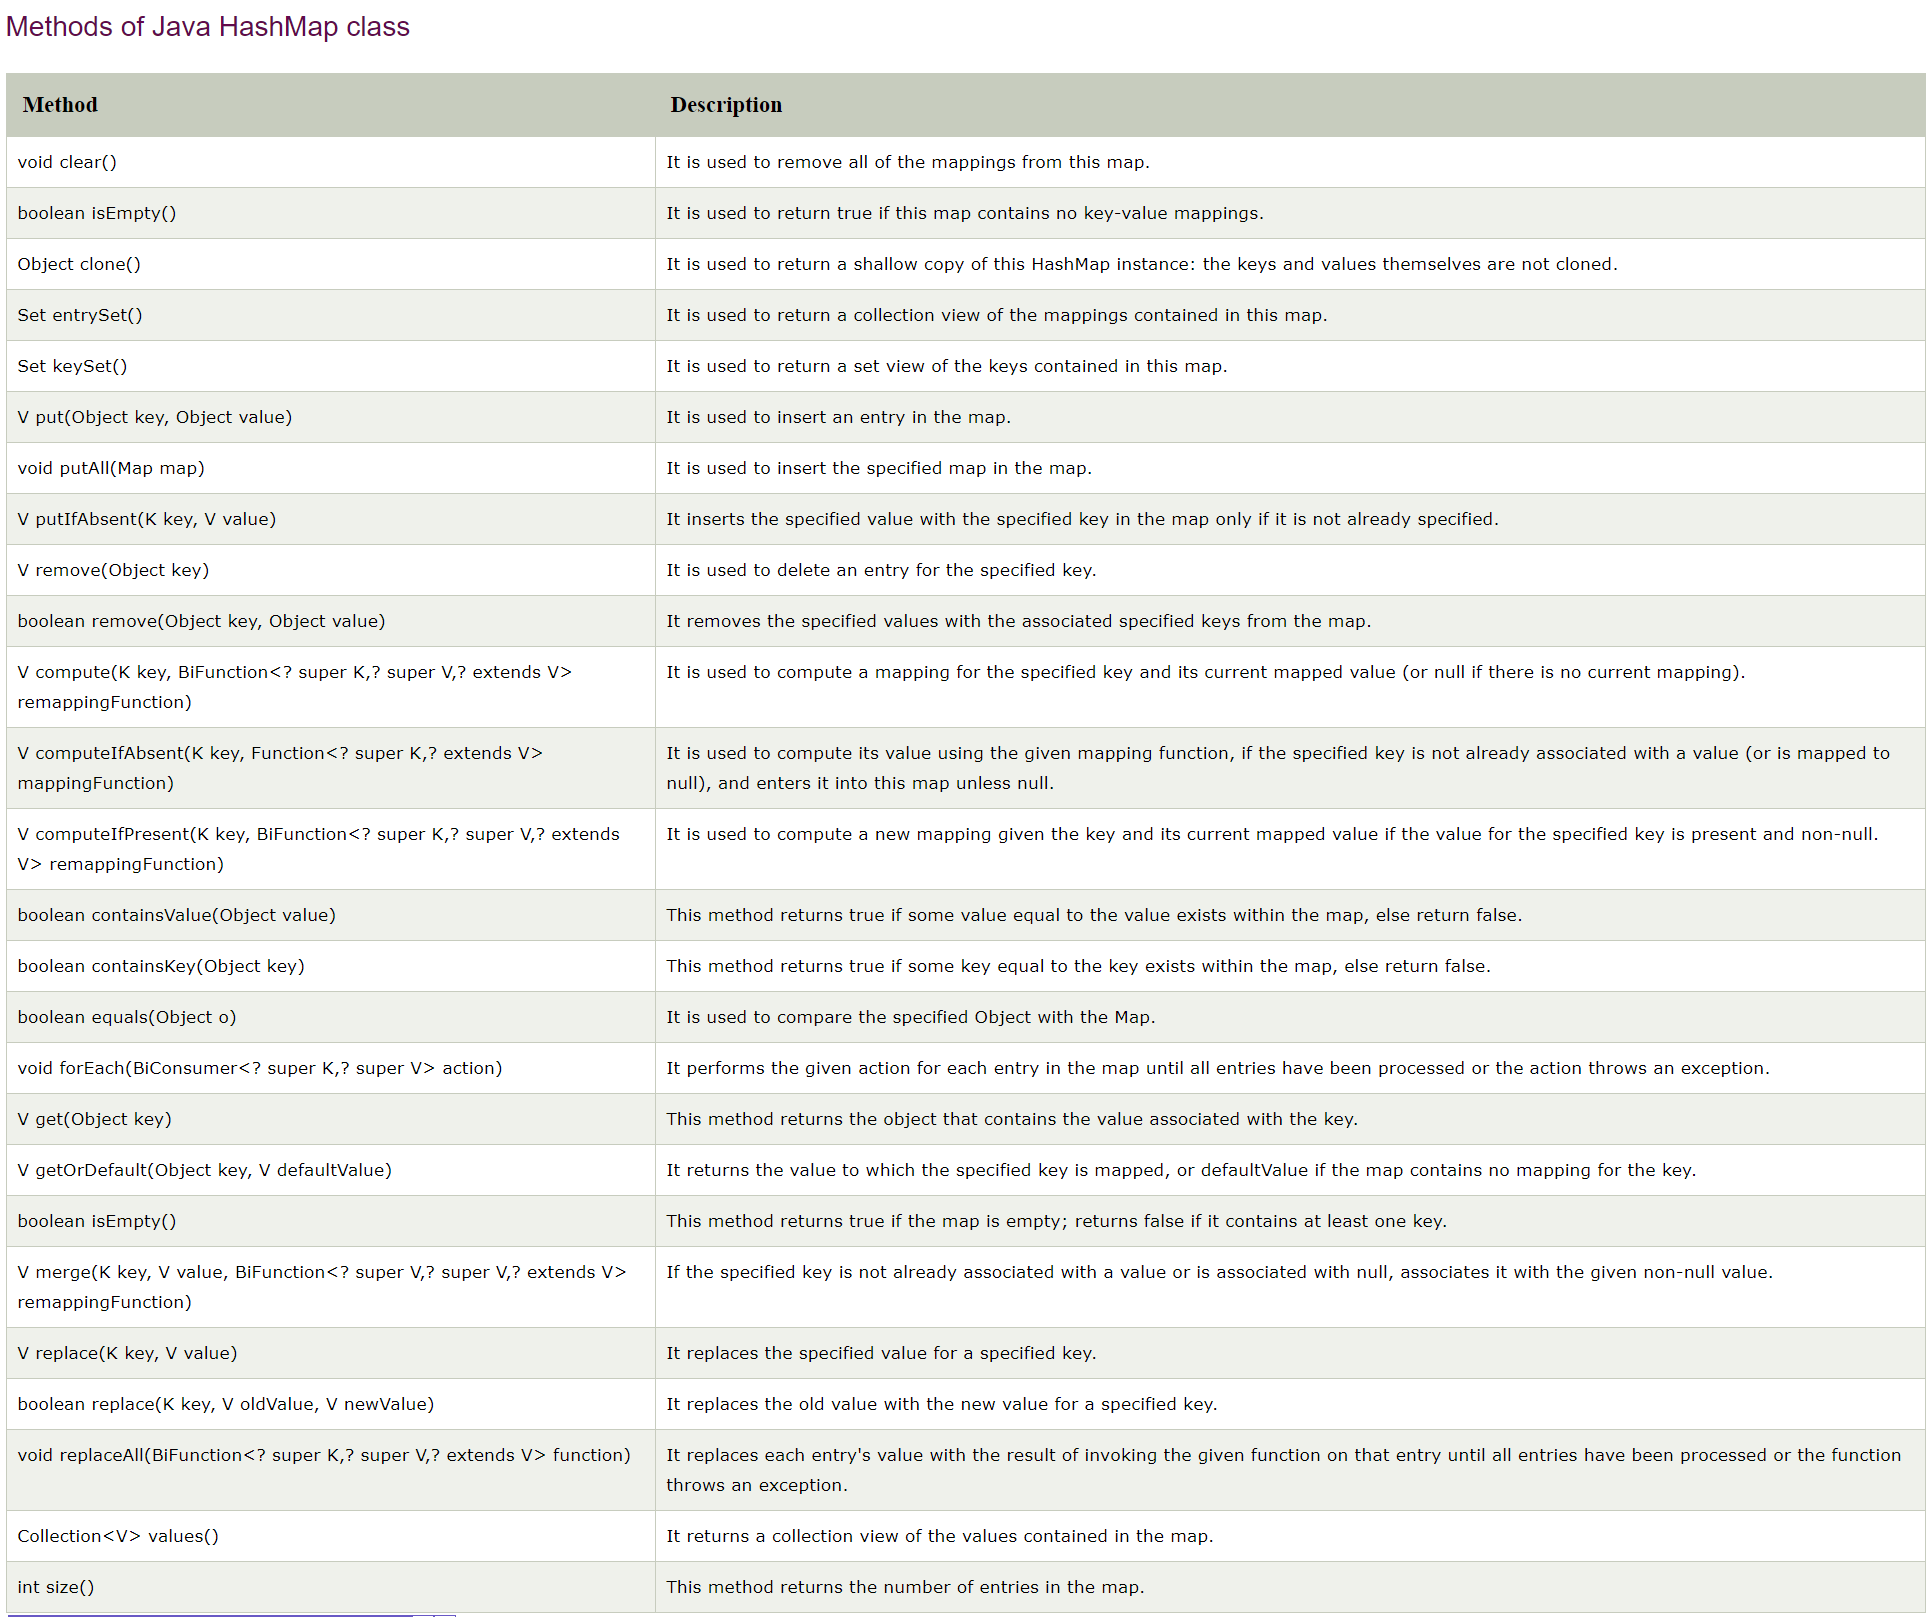 Methods of Java HashMap class
Method Description
void clear() It is used to remove all of the mappings from this map.
boolean isEmpty() It is used to return true if this map contains no key-value mappings.
Object clone() It is used to return a shallow copy of this HashMap instance: the keys and values themselves are not cloned.
Set entrySet() It is used to return a collection view of the mappings contained in this map.
Set keySet() It is used to return a set view of the keys contained in this map.
V put(Object key, Object value) It is used to insert an entry in the map.
void putAll(Map map) It is used to insert the specified map in the map.
V putIfAbsent(K key, V value) It inserts the specified value with the specified key in the map only if it is not already specified.
V remove(Object key) It is used to delete an entry for the specified key.
boolean remove(Object key, Object value) It removes the specified values with the associated specified keys from the map.
V compute(K key, BiFunction<? super K,? super V,? extends V> It is used to compute a mapping for the specified key and its current mapped value (or null if there is no current mapping).
remappingFunction)
V computeIfAbsent(K key, Function<? super K,? extends V> It is used to compute its value using the given mapping function, if the specified key is not already associated with a value (or is mapped to
mappingFunction) null), and enters it into this map unless null.
V computeIfPresent(K key, BiFunction<? super K,? super V,? extends It is used to compute a new mapping given the key and its current mapped value if the value for the specified key is present and non-null.
V> remappingFunction)
boolean containsValue(Object value) This method returns true if some value equal to the value exists within the map, else return false.
boolean containsKey(Object key) This method returns true if some key equal to the key exists within the map, else return false.
boolean equals(Object o) It is used to compare the specified Object with the Map.
void forEach(BiConsumer<? super K,? super V> action) It performs the given action for each entry in the map until all entries have been processed or the action throws an exception.
V get(Object key) This method returns the object that contains the value associated with the key.
V getOrDefault(Object key, V defaultValue) It returns the value to which the specified key is mapped, or defaultValue if the map contains no mapping for the key.
boolean isEmpty() This method returns true if the map is empty; returns false if it contains at least one key.
V merge(K key, V value, BiFunction<? super V,? super V,? extends V> If the specified key is not already associated with a value or is associated with null, associates it with the given non-null value.
remappingFunction)
V replace(K key, V value) It replaces the specified value for a specified key.
boolean replace(K key, V oldValue, V newValue) It replaces the old value with the new value for a specified key.
void replaceAll(BiFunction<? super K,? super V,? extends V> function) It replaces each entry's value with the result of invoking the given function on that entry until all entries have been processed or the function
throws an exception.
Collection<V> values() It returns a collection view of the values contained in the map.
int size() This method returns the number of entries in the map.